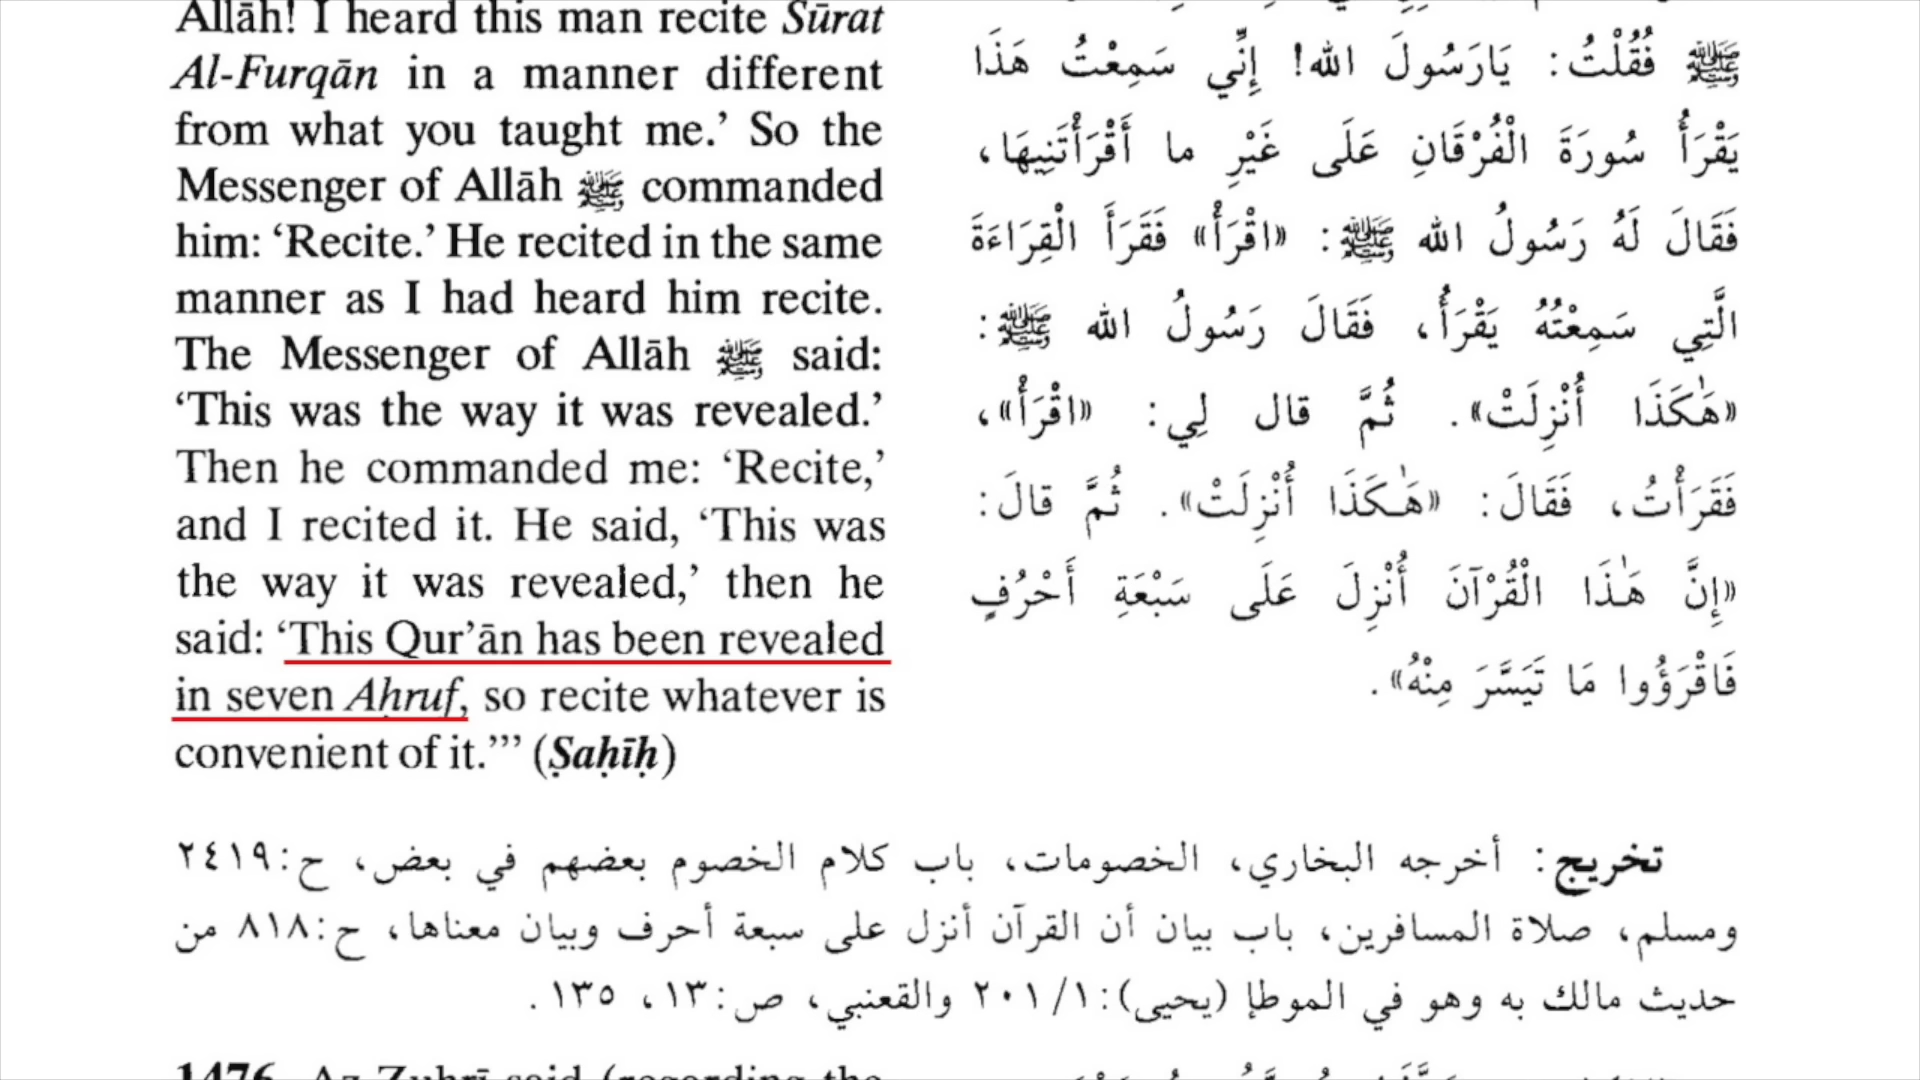 Allāh! I heard this man recite Sūrat
Al-Furqān in a manner different
from what you taught me.’ So the
Messenger of Allāh ﷺ commanded
him: ‘Recite.’ He recited in the same
manner as I had heard him recite.
The Messenger of Allāh ﷺ said:
‘This was the way it was revealed.’
Then he commanded me: ‘Recite,’
and I recited it. He said, ‘This was
the way it was revealed,’ then he
said: ‘This Qur’ān has been revealed
in seven Aḥruf, so recite whatever is
convenient of it.’” (Ṣaḥīḥ)
ﷺ فَقُلْتُ: يَارَسُولَ الله! إِنِّي سَمِعْتُ هَذَا
يَقْرَأُ سُورَةَ الْفُرْقَانِ عَلَى غَيْرِ ما أَقْرَأْتَنِيهَا،
فَقَالَ لَهُ رَسُولُ الله ﷺ: «اقْرَأْ» فَقَرَأَ الْقِرَاءَةَ
الَّتِي سَمِعْتُهُ يَقْرَأُ، فَقَالَ رَسُولُ الله ﷺ:
«هٰكَذَا أُنْزِلَتْ». ثُمَّ قال لِي: «اقْرَأْ»،
فَقَرَأْتُ، فَقَالَ: «هٰكَذَا أُنْزِلَتْ». ثُمَّ قالَ:
«إِنَّ هٰذَا الْقُرْآنَ أُنْزِلَ عَلَى سَبْعَةِ أَحْرُفٍ
فَاقْرَؤُوا مَا تَيَسَّرَ مِنْهُ».
تخريج: أخرجه البخاري، الخصومات، باب كلام الخصوم بعضهم في بعض، ح:٢٤١٩
ومسلم، صلاة المسافرين، باب بيان أن القرآن أنزل على سبعة أحرف وبيان معناها، ح:٨١٨ من
حديث مالك به وهو في الموطإ (يحيى):٢٠١/١ والقعنبي، ص:١٣، ١٣٥.
1476. Az-Zuhrī said (regarding the